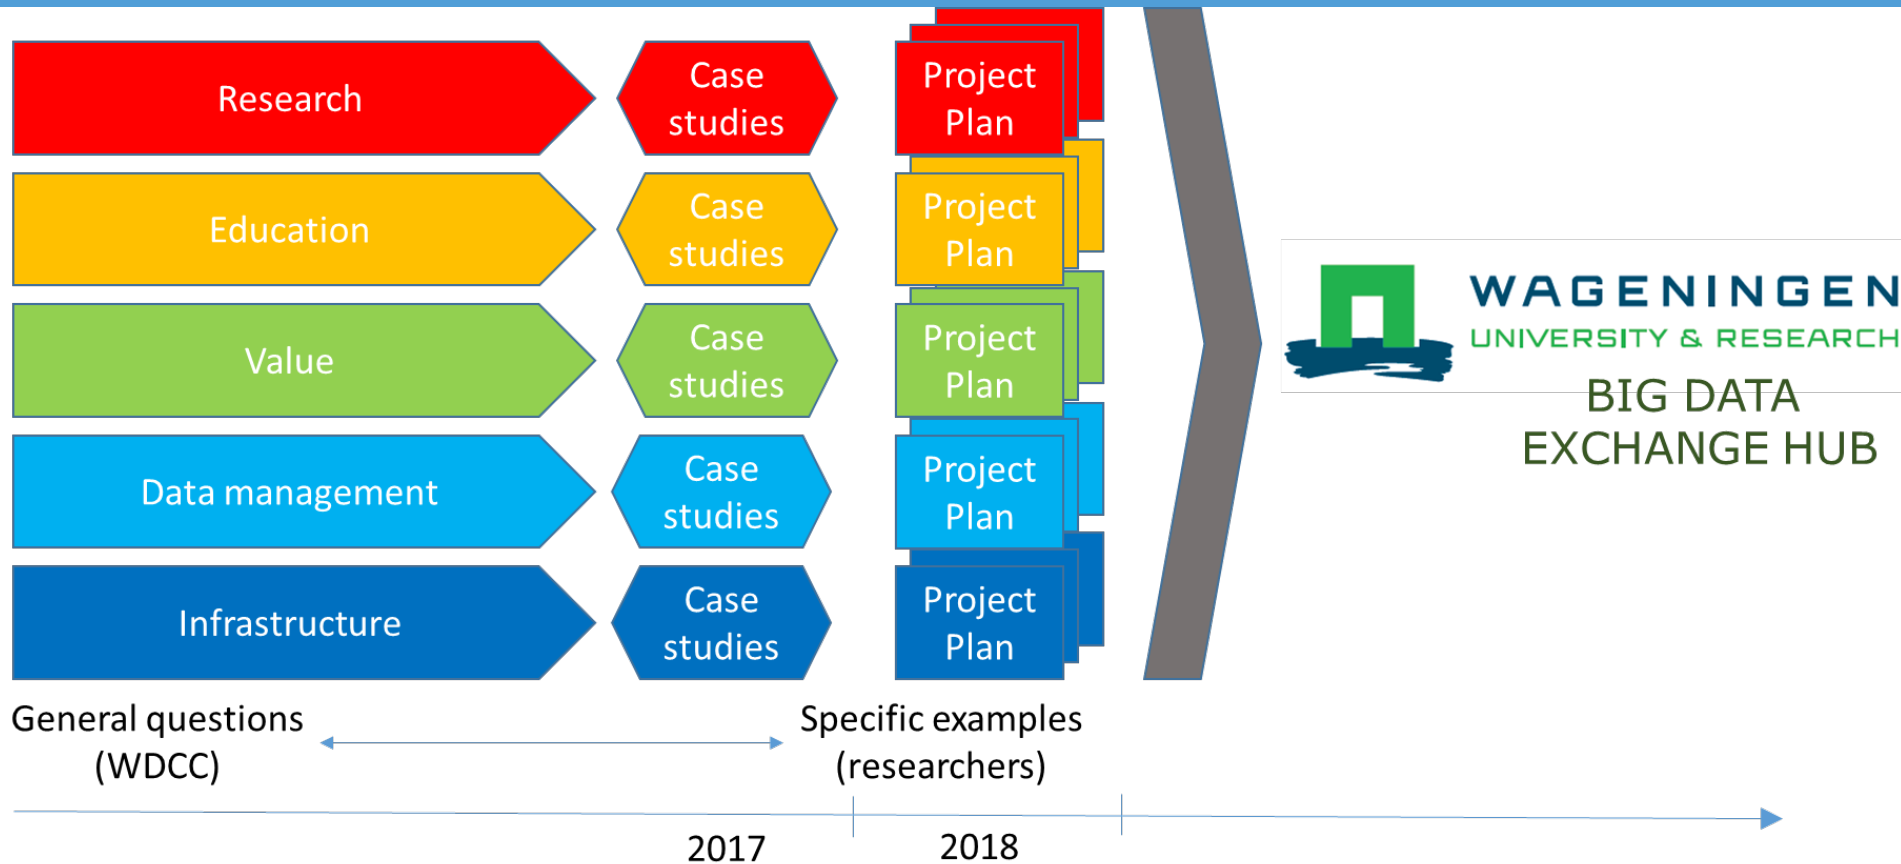 Research
Case
studies
Project
Plan
Education
Case
studies
Project
Plan
Value
Case
studies
Project
Plan
Data management
Case
studies
Project
Plan
Infrastructure
Case
studies
Project
Plan
WAGENINGEN
UNIVERSITY & RESEARCH
BIG DATA
EXCHANGE HUB
General questions
(WDCC)
Specific examples
(researchers)
2017
2018